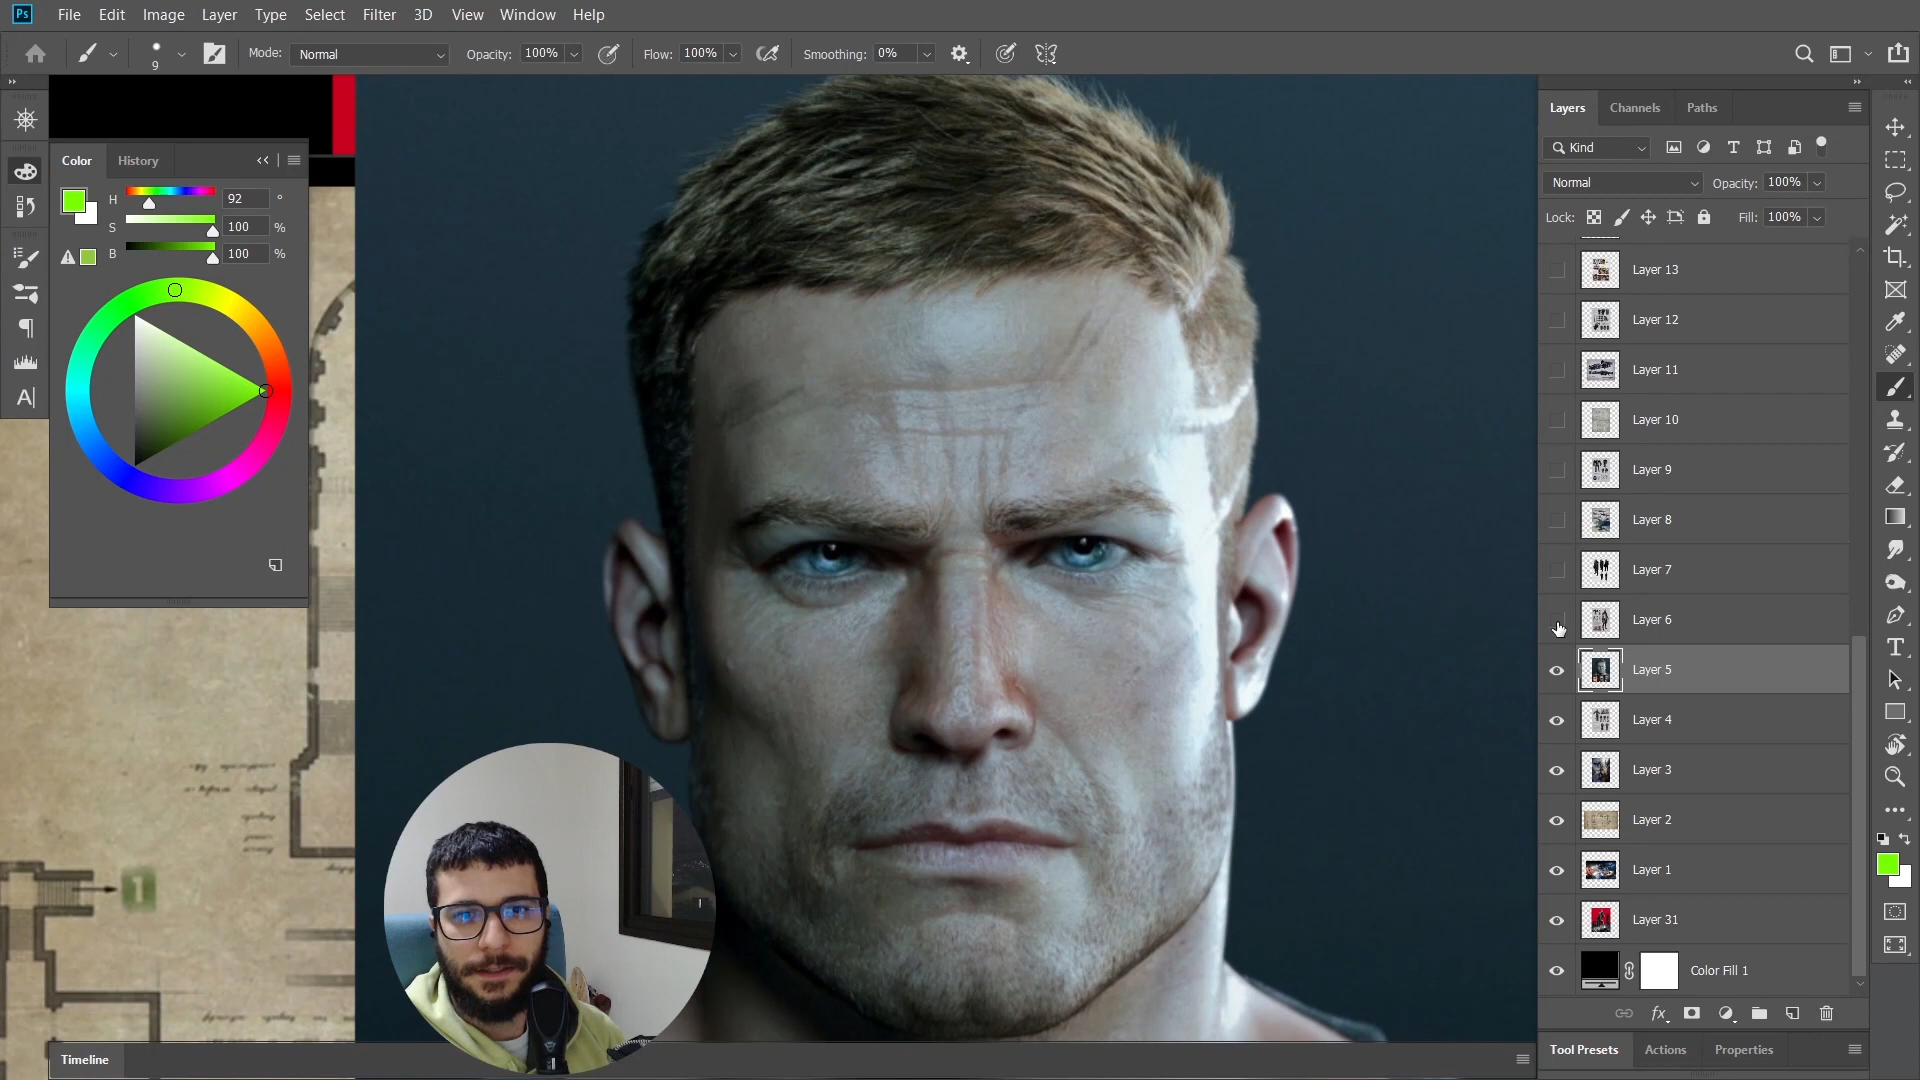 Ps File Edit Image Layer Type Select Filter 3D View Window Help
9 Mode: Normal Opacity: 100% Flow: 100% Smoothing: 0%
Color History
H 92 °
S 100 %
B 100 %
1
Timeline
Layers Channels Paths
Kind
Normal Opacity: 100%
Lock: Fill: 100%
Layer 13
Layer 12
Layer 11
Layer 10
Layer 9
Layer 8
Layer 7
Layer 6
Layer 5
Layer 4
Layer 3
Layer 2
Layer 1
Layer 31
Color Fill 1
fx
Tool Presets Actions Properties